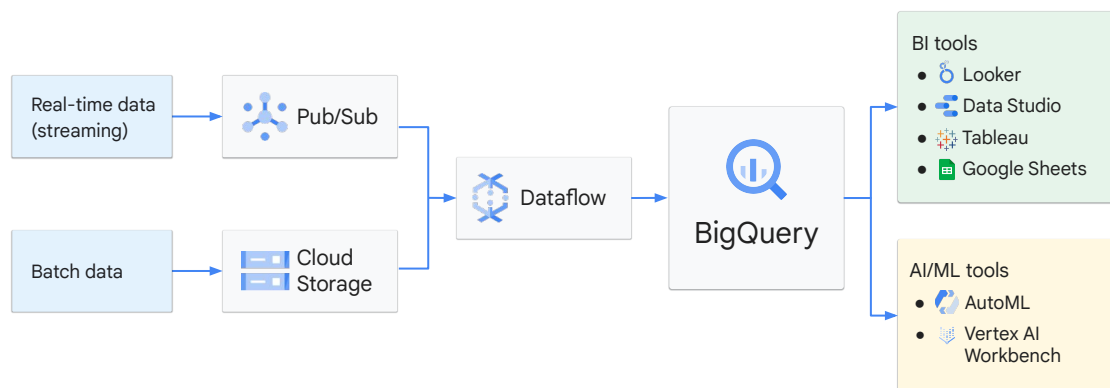 Real-time data
(streaming)
Pub/Sub
Batch data
Cloud
Storage
Dataflow
BigQuery
BI tools
Looker
Data Studio
Tableau
Google Sheets
AI/ML tools
AutoML
Vertex AI
Workbench